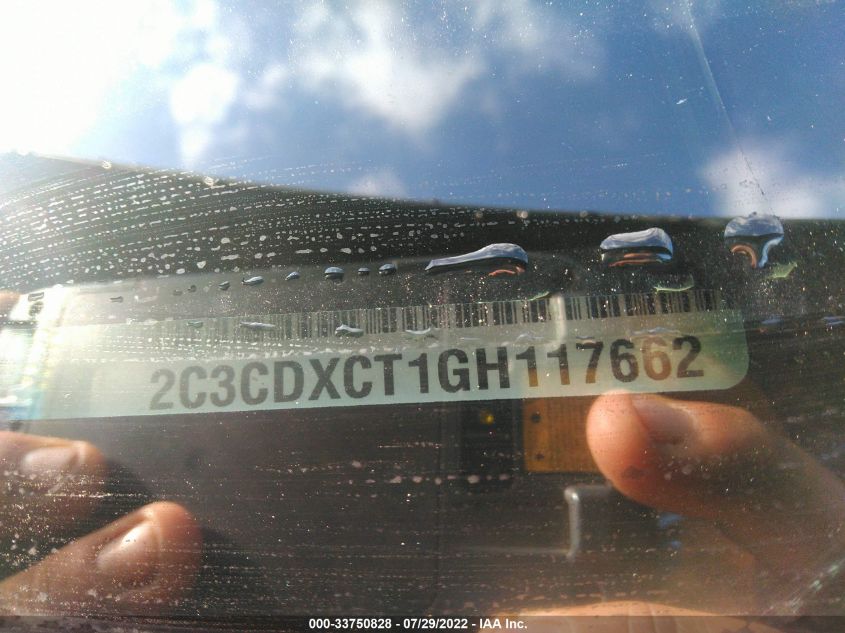 2C3CDXCT1GH117662
000-33750828 - 07/29/2022 - IAA Inc.